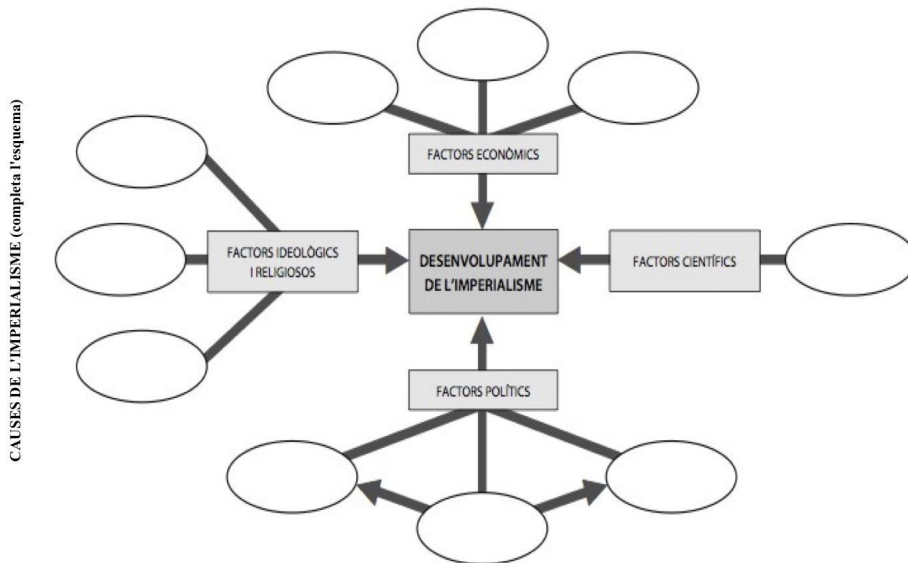 CAUSES DE L'IMPERIALISME (completa l'esquema)
FACTORS ECONÒMICS
FACTORS IDEOLÒGICS
I RELIGIOSOS
DESENVOLUPAMENT
DE L'IMPERIALISME
FACTORS CIENTÍFICS
FACTORS POLÍTICS